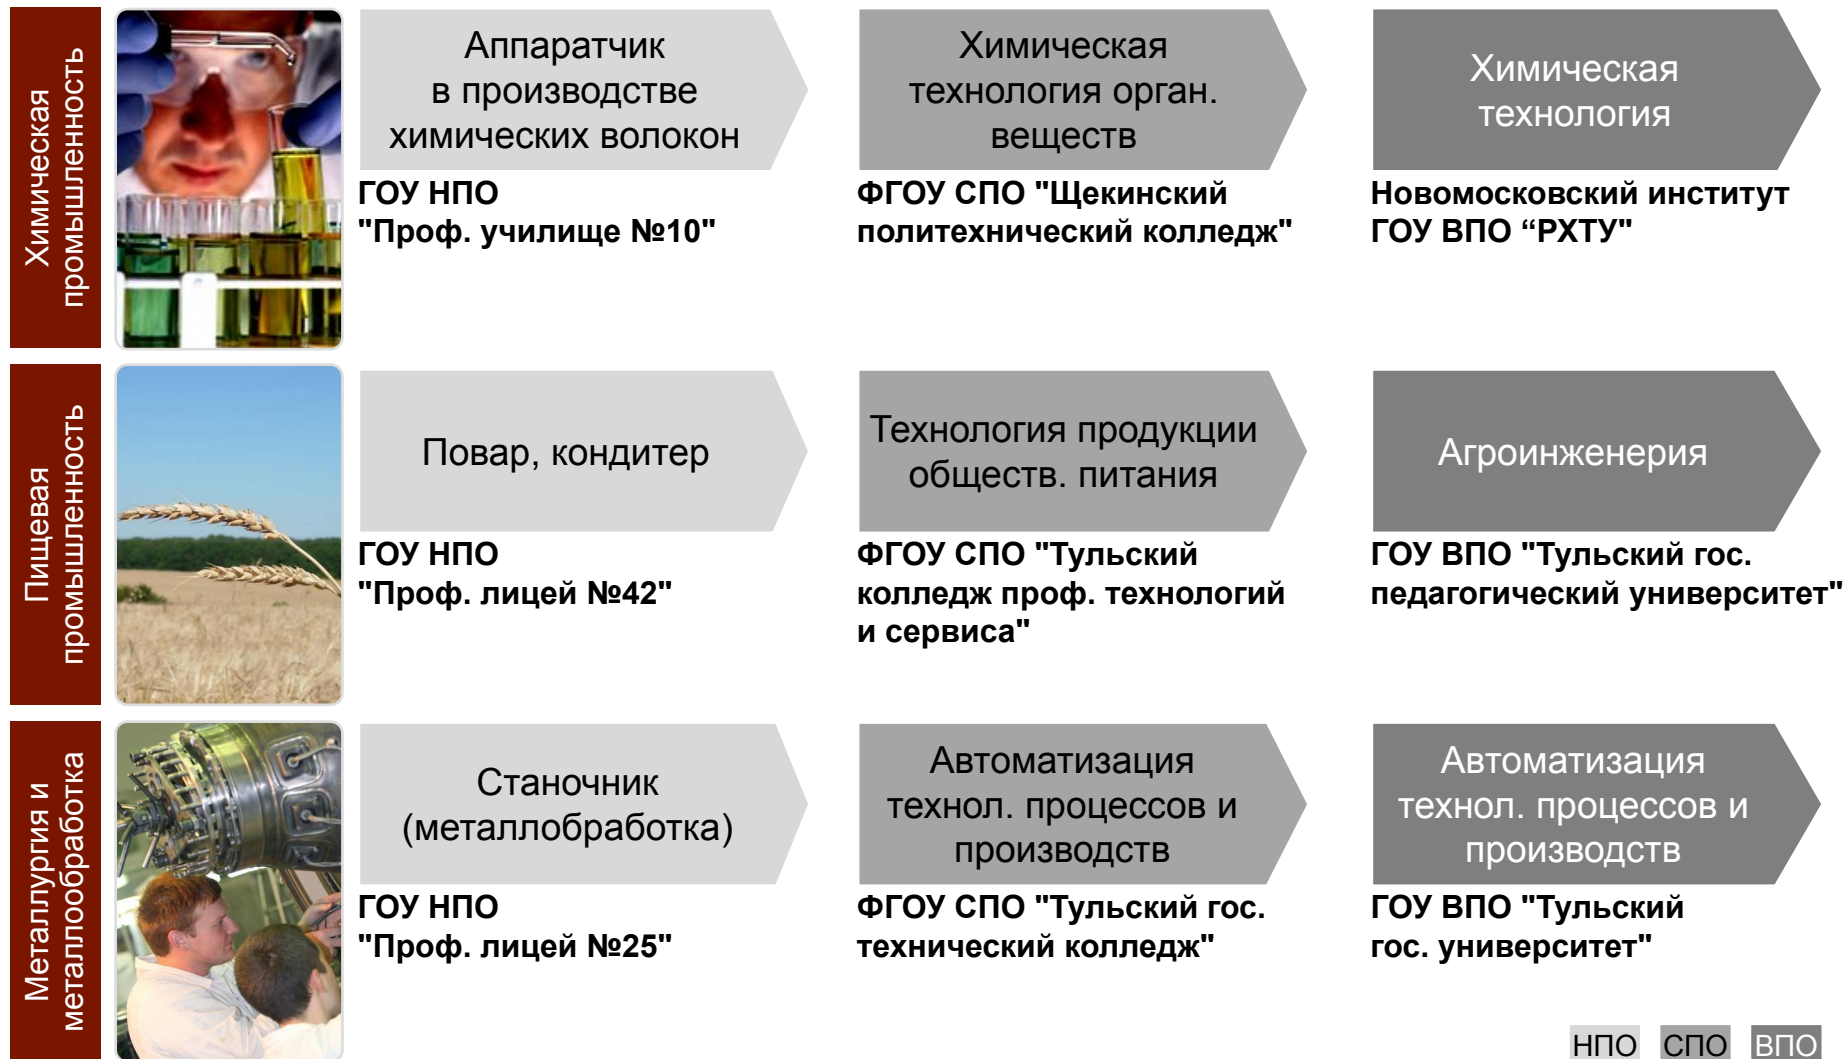 Химическая
промышленность
Аппаратчик
в производстве
химических волокон
ГОУ НПО
"Проф. училище №10"
Химическая
технология орган.
веществ
ФГОУ СПО "Щекинский
политехнический колледж"
Химическая
технология
Новомосковский институт
ГОУ ВПО “РХТУ"
Пищевая
промышленность
Повар, кондитер
ГОУ НПО
"Проф. лицей №42"
Технология продукции
обществ. питания
ФГОУ СПО "Тульский
колледж проф. технологий
и сервиса"
Агроинженерия
ГОУ ВПО "Тульский гос.
педагогический университет"
Металлургия и
металлообработка
Станочник
(металлобработка)
ГОУ НПО
"Проф. лицей №25"
Автоматизация
технол. процессов и
производств
ФГОУ СПО "Тульский гос.
технический колледж"
Автоматизация
технол. процессов и
производств
ГОУ ВПО "Тульский
гос. университет"
НПО СПО ВПО